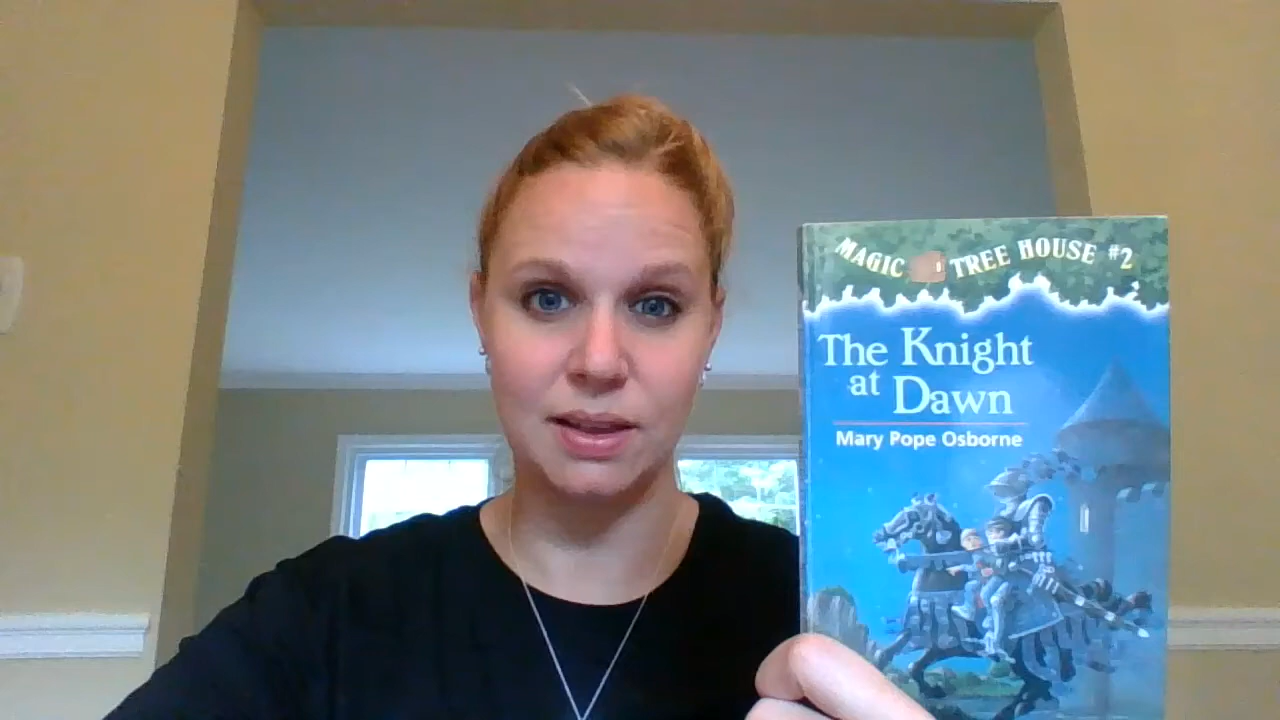 MAGIC TREE HOUSE #2
The Knight
at Dawn
Mary Pope Osborne